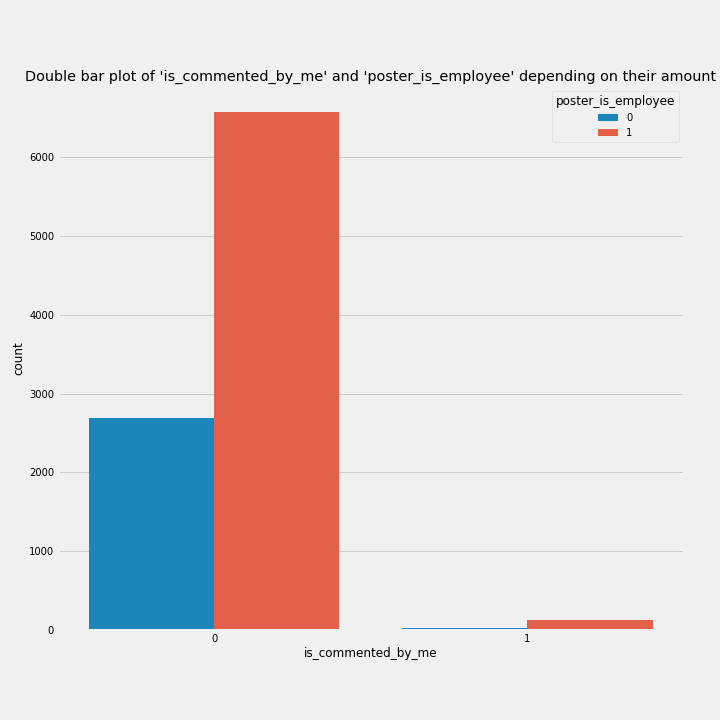 Double bar plot of 'is_commented_by_me' and 'poster_is_employee' depending on their amount
poster_is_employee
0
1
6000
5000
4000
3000
2000
1000
0
count
0
1
is_commented_by_me